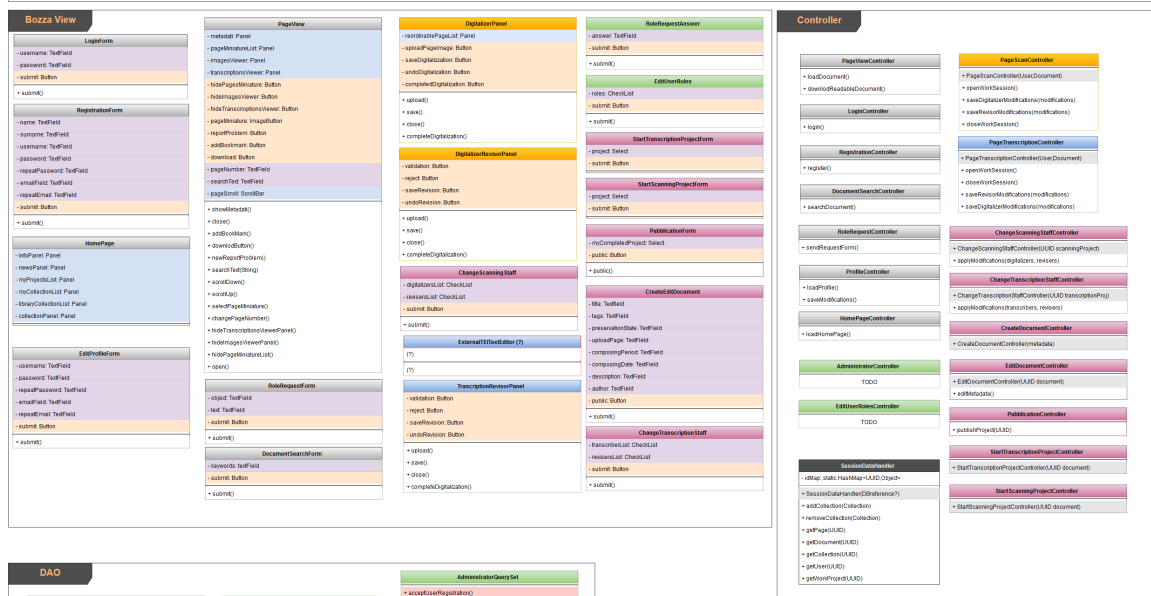 Bozza View
LoginForm
- username: TextField
- password: TextField
- submit: Button
+ submit()
RegistrationForm
- name: TextField
- surname: TextField
- username: TextField
- password: TextField
- repeatPassword: TextField
- emailField: TextField
- repeatEmail: TextField
- submit: Button
+ submit()
HomePage
- infoPanel: Panel
- newsPanel: Panel
- myProjectsList: Panel
- myCollectionList: Panel
- libraryCollectionList: Panel
- collectionPanel: Panel
EditProfileForm
- username: TextField
- password: TextField
- repeatPassword: TextField
- emailField: TextField
- repeatEmail: TextField
- submit: Button
+ submit()
PageView
- metadati: Panel
- pageMiniatureList: Panel
- imagesViewer: Panel
- transcriptionsViewer: Panel
- hidePagesMiniature: Button
- hideImagesViewer: Button
- hideTranscrioptionsViewer: Button
- pageMiniature: ImageButton
- reportProblem: Button
- addBookmark: Button
- download: Button
- pageNumber: TextField
- searchText: TextField
- pageScroll: ScrollBar
+ showMetadati()
+ close()
+ addBookMark()
+ downlodButton()
+ newReportProblem()
+ searchText(String)
+ scrollDown()
+ scrollUp()
+ selectPageMiniature()
+ changePageNumber()
+ hideTranscriptionsViewerPanel()
+ hideImagesViewerPanel()
+ hidePageMiniatureList()
+ open()
RoleRequestForm
- object: TextField
- text: TextField
- submit: Button
+ submit()
DocumentSearchForm
- keywords: textField
- submit: Button
+ submit()
DigitalizerPanel
- reordinablePageList: Panel
- uploadPageImage: Button
- saveDigitalizzation: Button
- undoDigitalization: Button
- completedDigitalization: Button
+ upload()
+ save()
+ close()
+ completeDigitalization()
DigitalizerRevisorPanel
- validation: Button
- reject: Button
- saveRevision: Button
- undoRevision: Button
+ upload()
+ save()
+ close()
+ completeDigitalization()
ChangeScanningStaff
- digitalizersList: CheckList
- revisersList: CheckList
- submit: Button
+ submit()
ExternalTEITextEditor (?)
(?)
(?)
TrascriptionRevisorPanel
- validation: Button
- reject: Button
- saveRevision: Button
- undoRevision: Button
+ upload()
+ save()
+ close()
+ completeDigitalization()
RoleRequestAnswer
- answer: TextField
- submit: Button
+ submit()
EditUserRoles
- roles: CheckList
- submit: Button
+ submit()
StartTranscriptionProjectForm
- project: Select
- submit: Button
StartScanningProjectForm
- project: Select
- submit: Button
PubblicationForm
- myCompletedProject: Select
- public: Button
+ public()
CreateEditDocument
- title: Textfield
- tags: TextField
- preservationState: TextField
- uploadPage: TextField
- composingPeriod: TextField
- composingDate: TextField
- description: TextField
- author: TextField
- public: Button
+ submit()
ChangeTranscriptionStaff
- transcriberList: CheckList
- revisersList: CheckList
- submit: Button
+ submit()
Controller
PageViewController
+ loadDocument()
+ downlodReadableDocument()
LoginController
+ login()
RegistrationController
+ register()
DocumentSearchController
+ searchDocument()
RoleRequestController
+ sendRequestForm()
ProfileController
+ loadProfile()
+ saveModifications()
HomePageController
+ loadHomePage()
AdministratorController
TODO
EditUserRolesController
TODO
SessionDataHandler
- idMap: static HashMap<UUID,Object>
+ SessionDataHandler(DBreference?)
+ addCollection(Collection)
+ removeCollection(Collection)
+ getPage(UUID)
+ getDocument(UUID)
+ getCollection(UUID)
+ getUser(UUID)
+ getWorkProject(UUID)
PageScanController
+ PageScanController(User,Document)
+ openWorkSession()
+ saveDigitalizerModifications(modifications)
+ saveRevisorModifications(modifications)
+ closeWorkSession()
PageTranscriptionController
+ PageTranscriptionController(User,Document)
+ openWorkSession()
+ closeWorkSession()
+ saveRevisorModifications(modifications)
+ saveDigitalizerModifications(modifications)
ChangeScanningStaffController
+ ChangeScanningStaffController(UUID scanningProject)
+ applyModifications(digitalizers, revisers)
ChangeTranscriptionStaffController
+ ChangeTranscriptionStaffController(UUID transcriptionProj)
+ applyModifications(transcribers, revisers)
CreateDocumentController
+ CreateDocumentController(metadata)
EditDocumentController
+ EditDocumentController(UUID document)
+ editMetadata()
PubblicationController
+ publishProject(UUID)
StartTranscriptionProjectController
+ StartTranscriptionProjectController(UUID document)
StartScanningProjectController
+ StartScanningProjectController(UUID document)
DAO
AdministratorQuerySet
+ acceptUserRegistration()